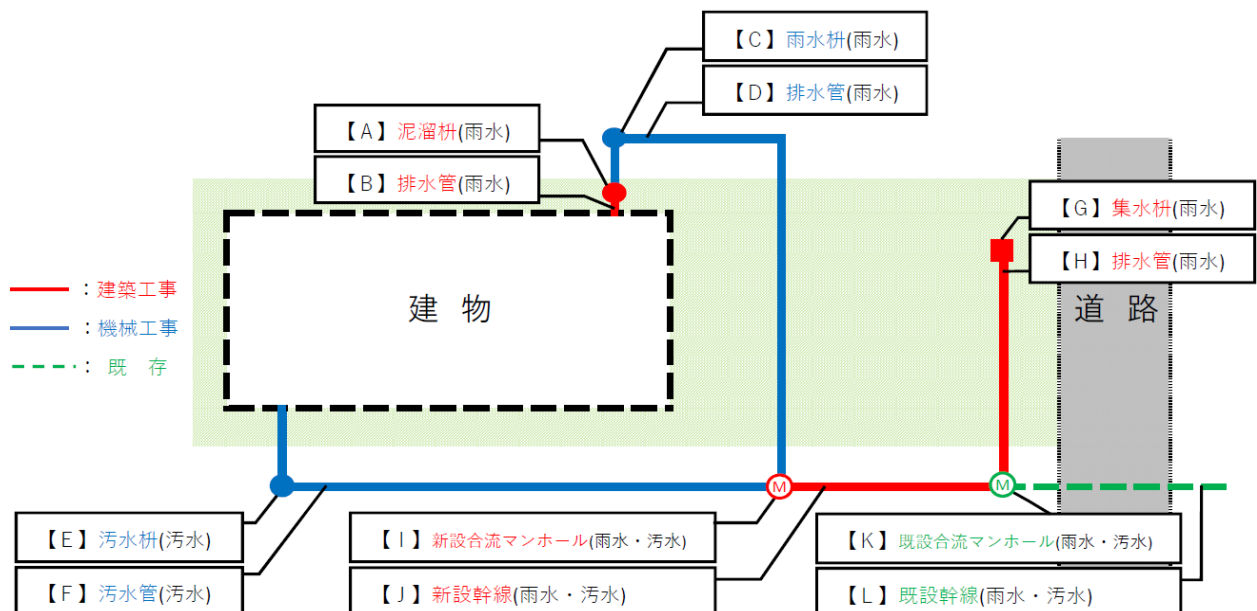 【C】雨水枡(雨水)
【D】排水管(雨水)
【A】泥溜枡(雨水)
【B】排水管(雨水)
【G】集水枡(雨水)
【H】排水管(雨水)
：建築工事
：機械工事
：既 存
建 物
道 路
M
M
【E】汚水枡(汚水)
【F】汚水管(汚水)
【I】新設合流マンホール(雨水・汚水)
【J】新設幹線(雨水・汚水)
【K】既設合流マンホール(雨水・汚水)
【L】既設幹線(雨水・汚水)